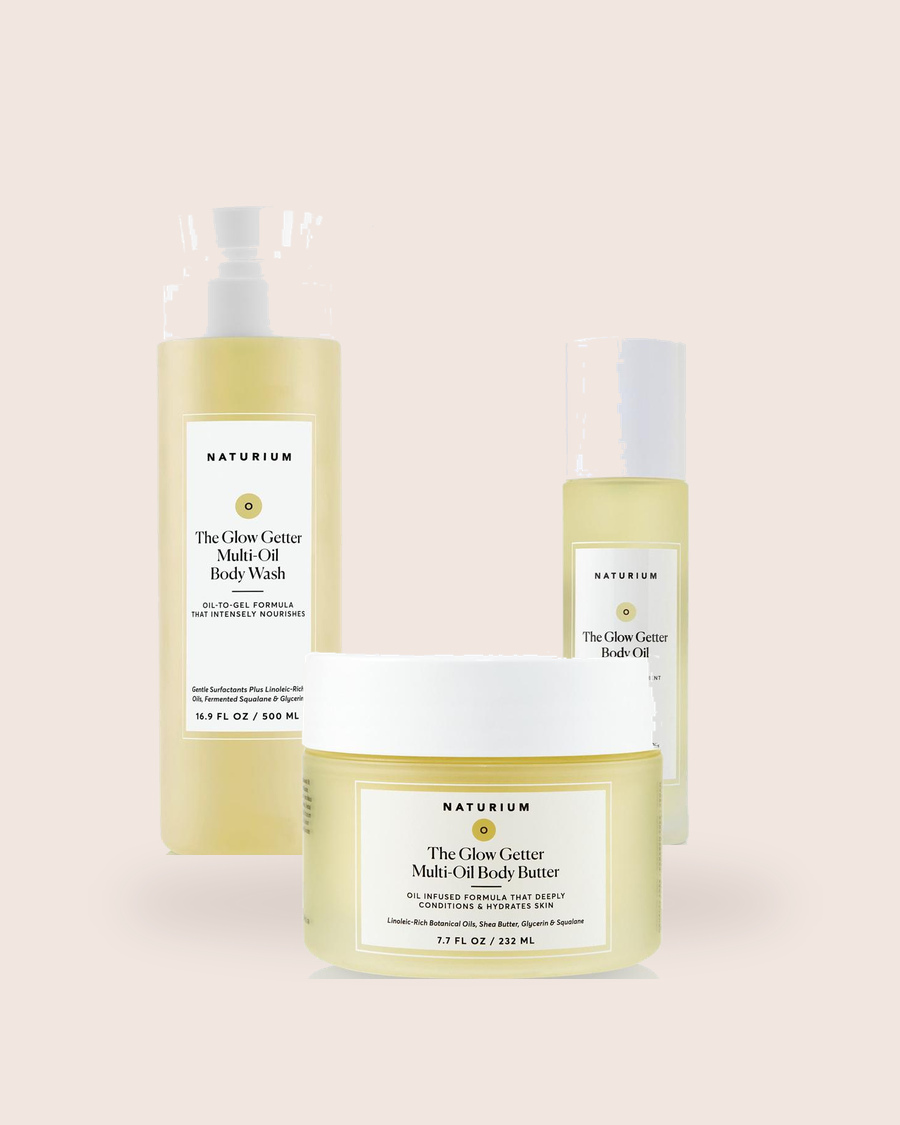 NATURIUM
The Glow Getter
Multi-Oil
Body Wash
OIL-TO-GEL FORMULA
THAT INTENSELY NOURISHES
Gentle Surfactants Plus Linoleic-Rich
Oils, Fermented Squalane & Glycerin
16.9 FL OZ / 500 ML
NATURIUM
The Glow Getter
Body Oil
NATURIUM
The Glow Getter
Multi-Oil Body Butter
OIL INFUSED FORMULA THAT DEEPLY
CONDITIONS & HYDRATES SKIN
Linoleic-Rich Botanical Oils, Shea Butter, Glycerin & Squalane
7.7 FL OZ / 232 ML